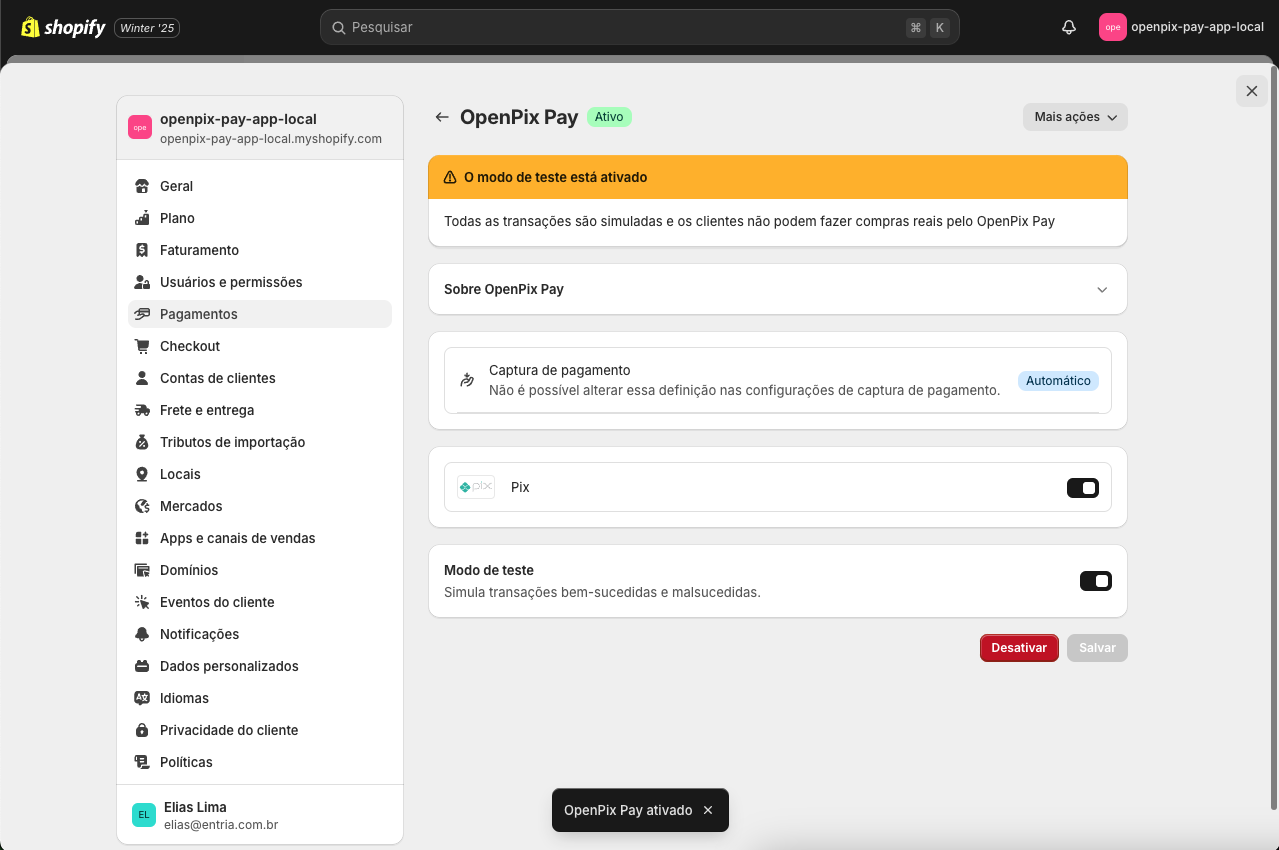 shopify
Winter '25
Pesquisar
⌘ K
ope
openpix-pay-app-local
ope
openpix-pay-app-local
openpix-pay-app-local.myshopify.com
Geral
Plano
Faturamento
Usuários e permissões
Pagamentos
Checkout
Contas de clientes
Frete e entrega
Tributos de importação
Locais
Mercados
Apps e canais de vendas
Domínios
Eventos do cliente
Notificações
Dados personalizados
Idiomas
Privacidade do cliente
Políticas
EL
Elias Lima
elias@entria.com.br
OpenPix Pay
Ativo
Mais ações
O modo de teste está ativado
Todas as transações são simuladas e os clientes não podem fazer compras reais pelo OpenPix Pay
Sobre OpenPix Pay
Captura de pagamento
Não é possível alterar essa definição nas configurações de captura de pagamento.
Automático
pix
Pix
Modo de teste
Simula transações bem-sucedidas e malsucedidas.
Desativar
Salvar
OpenPix Pay ativado